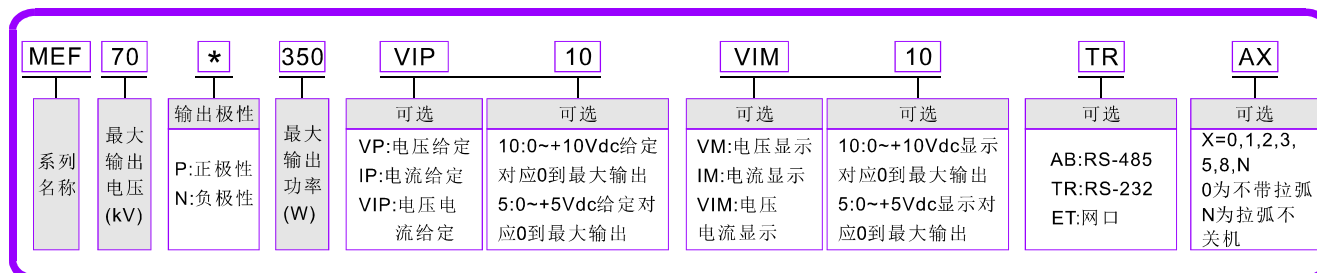 MEF 70 * 350 VIP 10 VIM 10 TR AX
系列
名称
最大
输出
电压
(kV)
输出极性
P:正极性
N:负极性
最大
输出
功率
(W)
可选
VP:电压给定
IP:电流给定
VIP:电压电
流给定
可选
10:0~+10Vdc给定
对应0到最大输出
5:0~+5Vdc给定对
应0到最大输出
可选
VM:电压显示
IM:电流显示
VIM:电压
电流显示
可选
10:0~+10Vdc显示
对应0到最大输出
5:0~+5Vdc显示对
应0到最大输出
可选
AB:RS-485
TR:RS-232
ET:网口
可选
X=0,1,2,3,
5,8,N
0为不带拉弧
N为拉弧不
关机